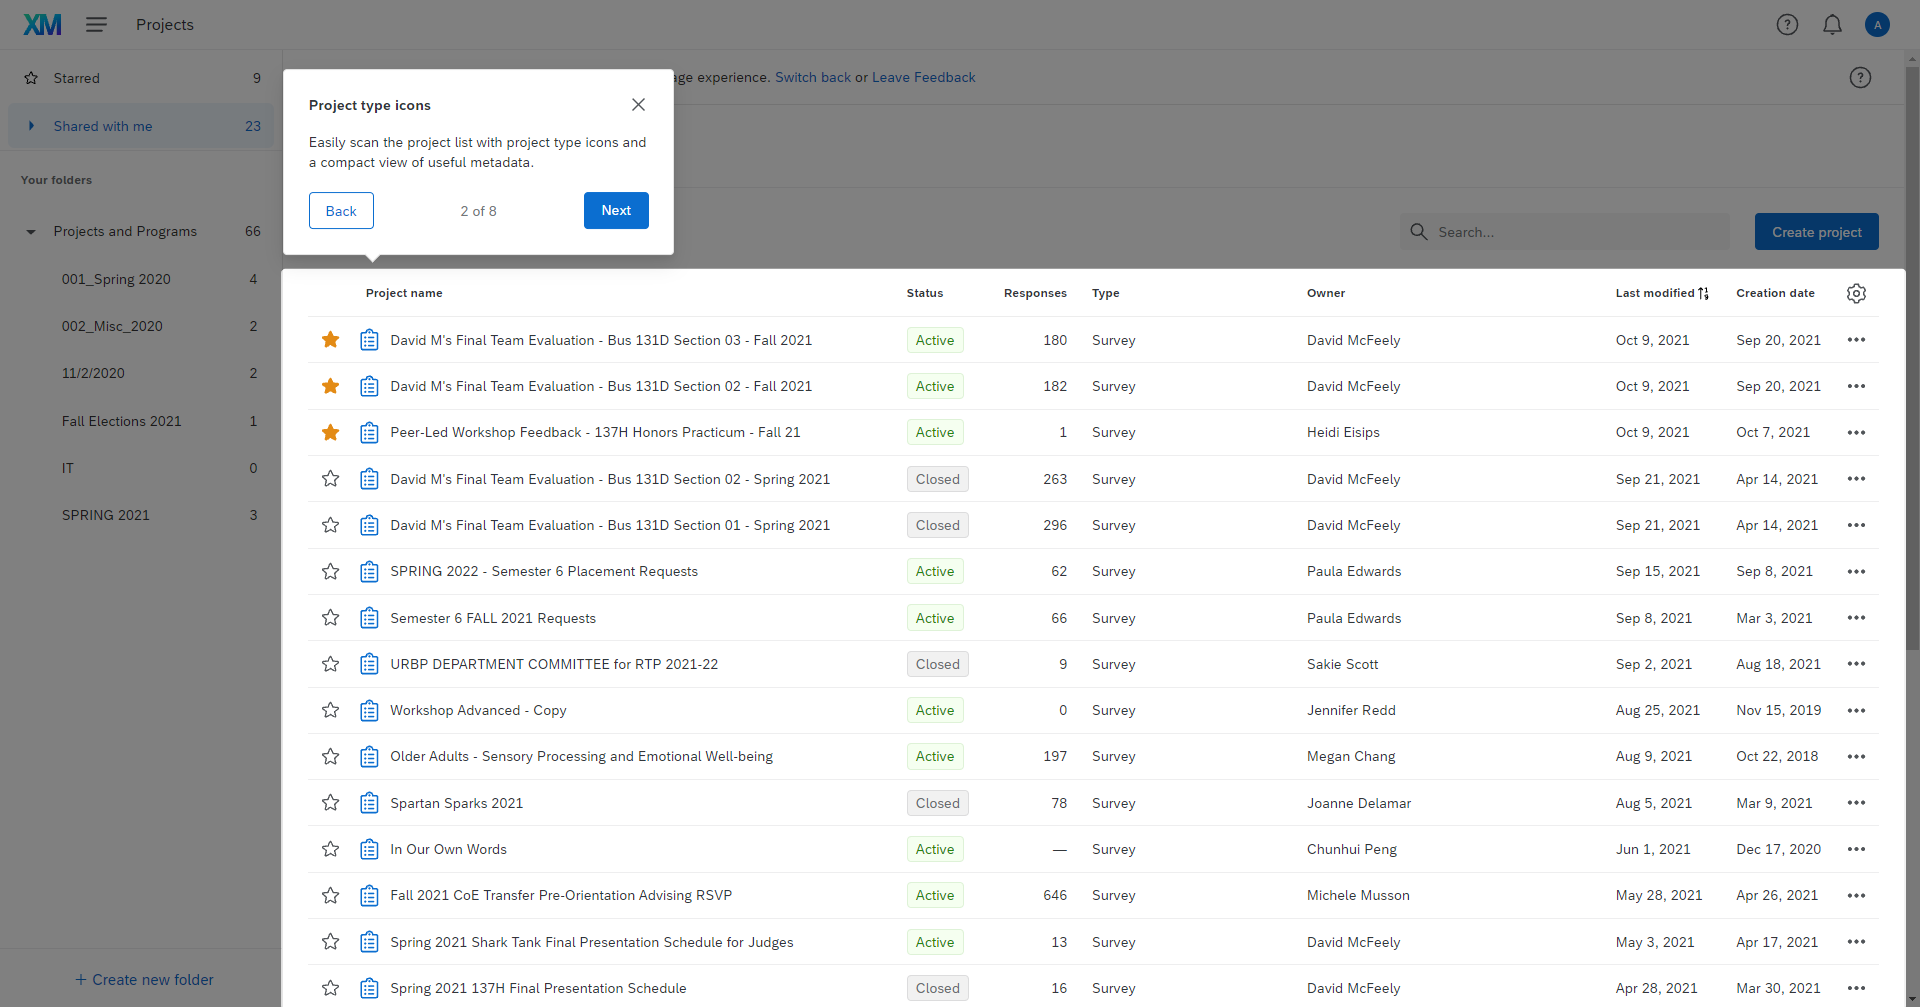 XM Projects A
Starred 9
Shared with me 23
Your folders
Projects and Programs 66
001_Spring 2020 4
002_Misc_2020 2
11/2/2020 2
Fall Elections 2021 1
IT 0
SPRING 2021 3
+ Create new folder
age experience. Switch back or Leave Feedback
Project type icons
Easily scan the project list with project type icons and
a compact view of useful metadata.
Back 2 of 8 Next
Search... Create project
Project name Status Responses Type Owner Last modified Creation date
David M's Final Team Evaluation - Bus 131D Section 03 - Fall 2021 Active 180 Survey David McFeely Oct 9, 2021 Sep 20, 2021
David M's Final Team Evaluation - Bus 131D Section 02 - Fall 2021 Active 182 Survey David McFeely Oct 9, 2021 Sep 20, 2021
Peer-Led Workshop Feedback - 137H Honors Practicum - Fall 21 Active 1 Survey Heidi Eisips Oct 9, 2021 Oct 7, 2021
David M's Final Team Evaluation - Bus 131D Section 02 - Spring 2021 Closed 263 Survey David McFeely Sep 21, 2021 Apr 14, 2021
David M's Final Team Evaluation - Bus 131D Section 01 - Spring 2021 Closed 296 Survey David McFeely Sep 21, 2021 Apr 14, 2021
SPRING 2022 - Semester 6 Placement Requests Active 62 Survey Paula Edwards Sep 15, 2021 Sep 8, 2021
Semester 6 FALL 2021 Requests Active 66 Survey Paula Edwards Sep 8, 2021 Mar 3, 2021
URBP DEPARTMENT COMMITTEE for RTP 2021-22 Closed 9 Survey Sakie Scott Sep 2, 2021 Aug 18, 2021
Workshop Advanced - Copy Active 0 Survey Jennifer Redd Aug 25, 2021 Nov 15, 2019
Older Adults - Sensory Processing and Emotional Well-being Active 197 Survey Megan Chang Aug 9, 2021 Oct 22, 2018
Spartan Sparks 2021 Closed 78 Survey Joanne Delamar Aug 5, 2021 Mar 9, 2021
In Our Own Words Active — Survey Chunhui Peng Jun 1, 2021 Dec 17, 2020
Fall 2021 CoE Transfer Pre-Orientation Advising RSVP Active 646 Survey Michele Musson May 28, 2021 Apr 26, 2021
Spring 2021 Shark Tank Final Presentation Schedule for Judges Active 13 Survey David McFeely May 3, 2021 Apr 17, 2021
Spring 2021 137H Final Presentation Schedule Closed 16 Survey David McFeely Apr 28, 2021 Mar 30, 2021